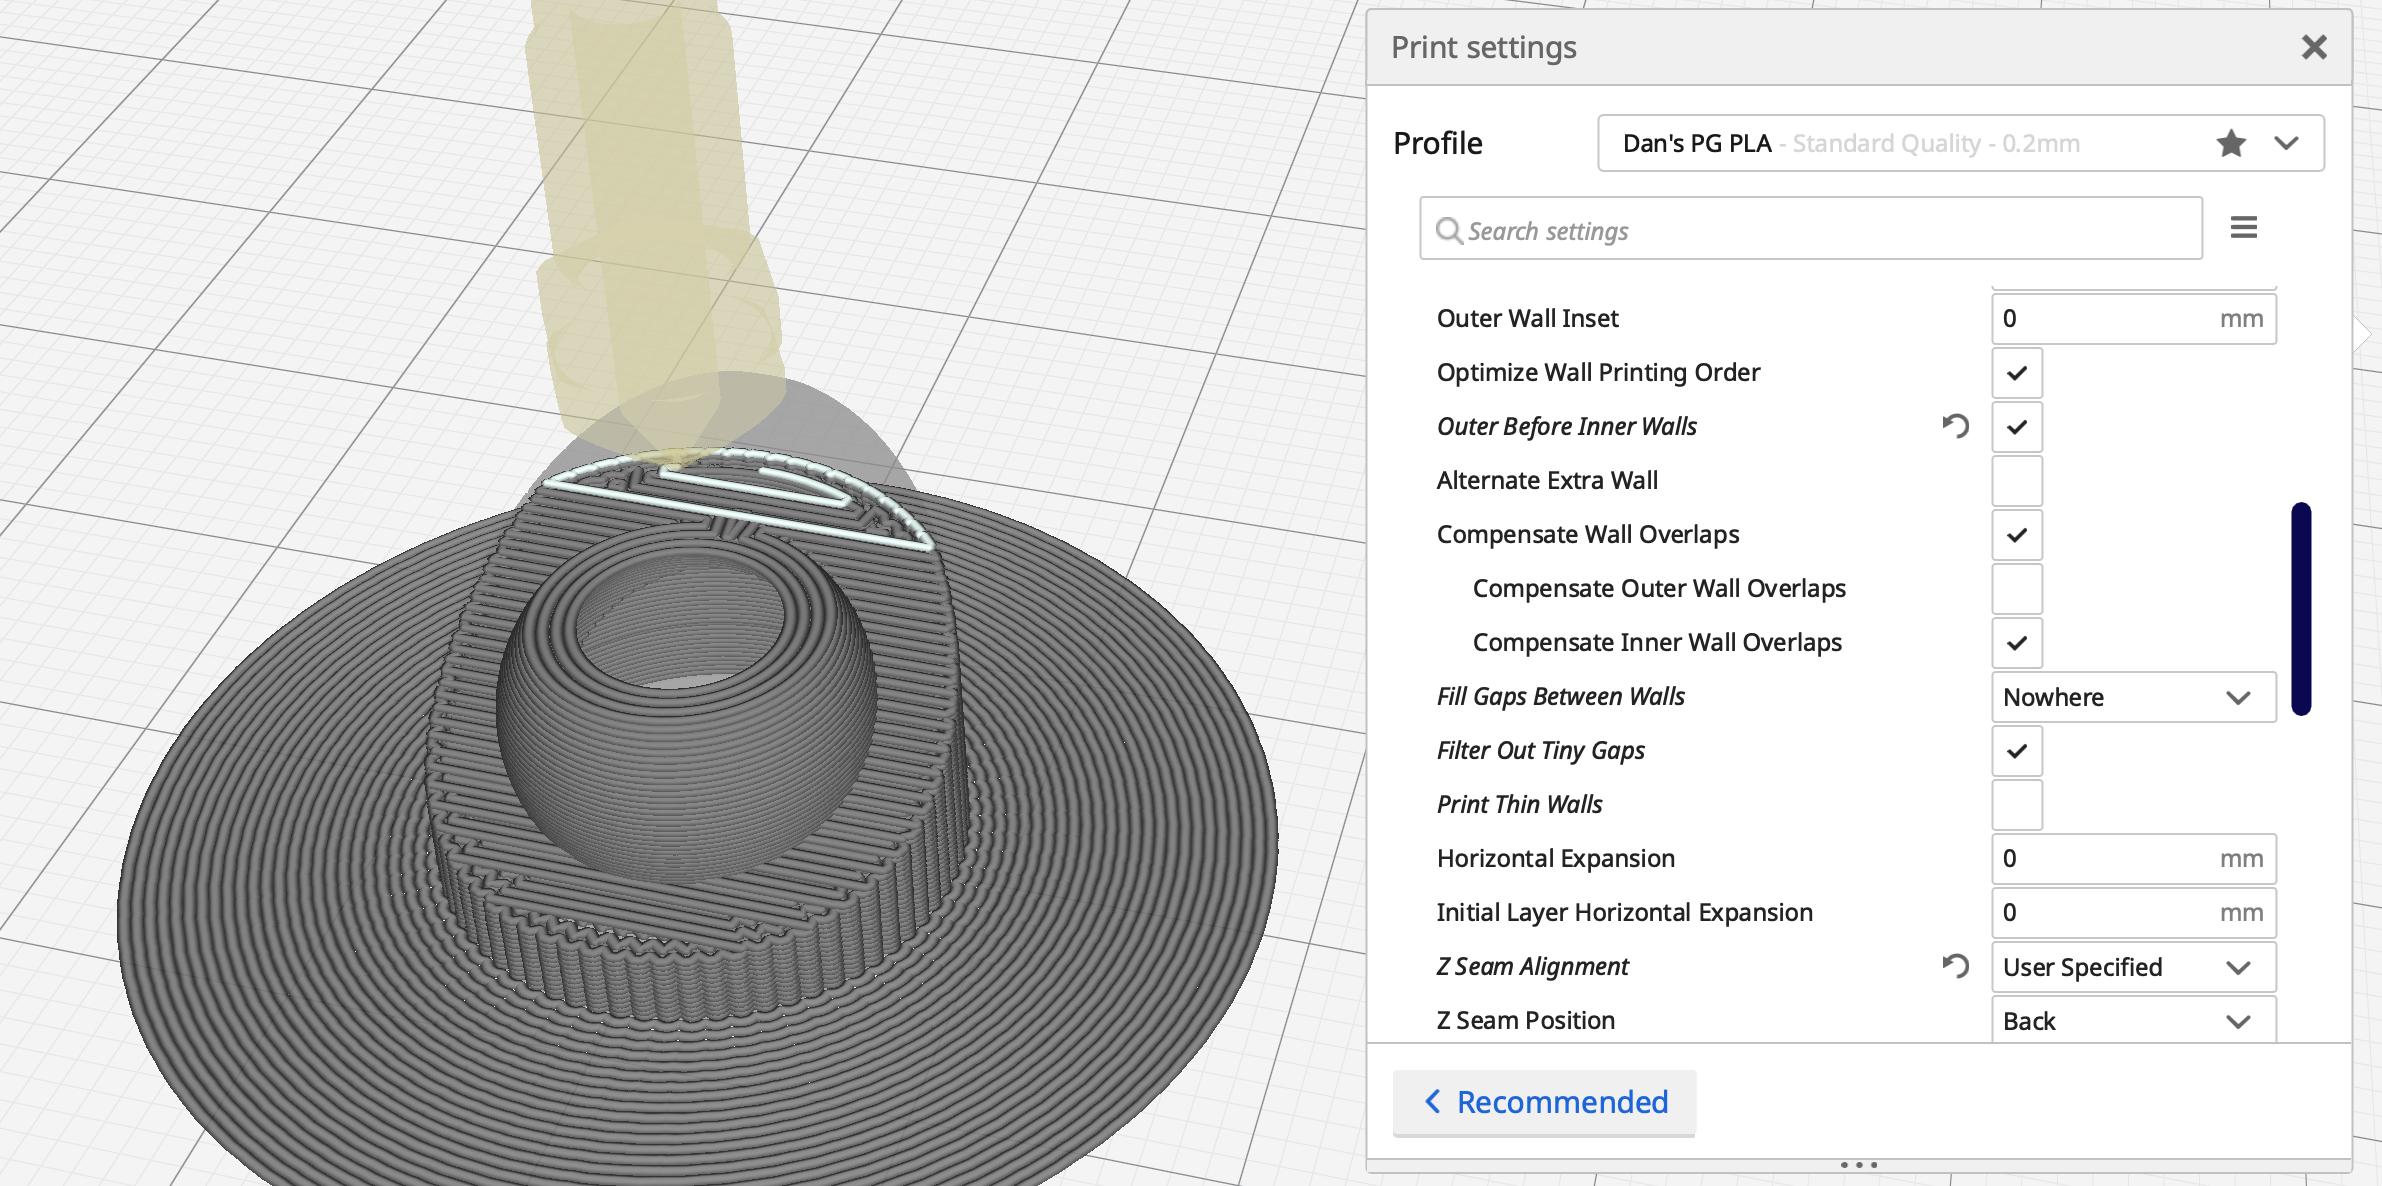 Print settings
Profile
Dan's PG PLA - Standard Quality - 0.2mm
Search settings
Outer Wall Inset 0 mm
Optimize Wall Printing Order
Outer Before Inner Walls
Alternate Extra Wall
Compensate Wall Overlaps
Compensate Outer Wall Overlaps
Compensate Inner Wall Overlaps
Fill Gaps Between Walls Nowhere
Filter Out Tiny Gaps
Print Thin Walls
Horizontal Expansion 0 mm
Initial Layer Horizontal Expansion 0 mm
Z Seam Alignment User Specified
Z Seam Position Back
Recommended